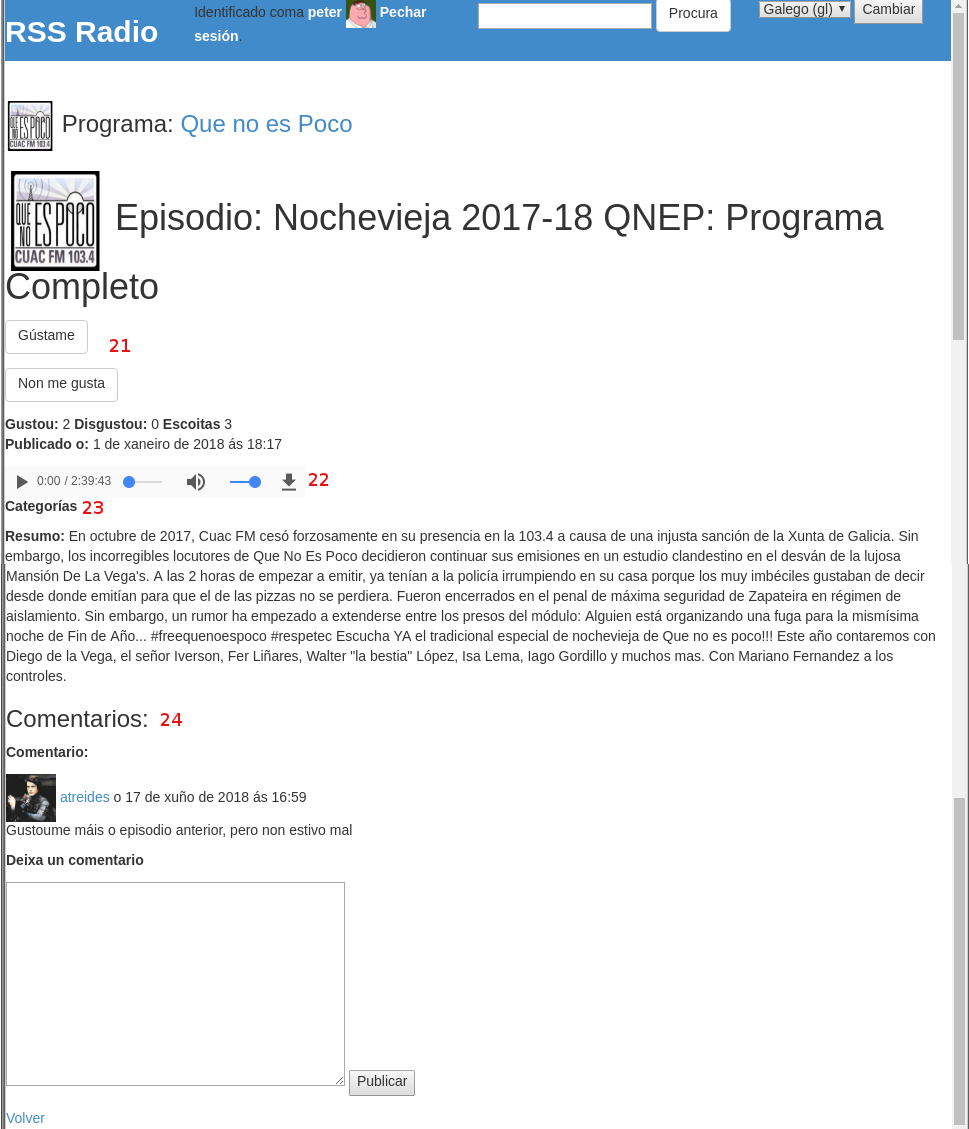 RSS Radio
Identificado coma peter Pechar
sesión.
Procura
Galego (gl) ▼ Cambiar
QUE NO ES POCO CUAC FM 103.4
Programa: Que no es Poco
QUE NO ES POCO CUAC FM 103.4
Episodio: Nochevieja 2017-18 QNEP: Programa
Completo
Gústame
21
Non me gusta
Gustou: 2 Disgustou: 0 Escoitas 3
Publicado o: 1 de xaneiro de 2018 ás 18:17
0:00 / 2:39:43 22
Categorías 23
Resumo: En octubre de 2017, Cuac FM cesó forzosamente en su presencia en la 103.4 a causa de una injusta sanción de la Xunta de Galicia. Sin
embargo, los incorregibles locutores de Que No Es Poco decidieron continuar sus emisiones en un estudio clandestino en el desván de la lujosa
Mansión De La Vega's. A las 2 horas de empezar a emitir, ya tenían a la policía irrumpiendo en su casa porque los muy imbéciles gustaban de decir
desde donde emitían para que el de las pizzas no se perdiera. Fueron encerrados en el penal de máxima seguridad de Zapateira en régimen de
aislamiento. Sin embargo, un rumor ha empezado a extenderse entre los presos del módulo: Alguien está organizando una fuga para la mismísima
noche de Fin de Año... #freequenoespoco #respetec Escucha YA el tradicional especial de nochevieja de Que no es poco!!! Este año contaremos con
Diego de la Vega, el señor Iverson, Fer Liñares, Walter "la bestia" López, Isa Lema, Iago Gordillo y muchos mas. Con Mariano Fernandez a los
controles.
Comentarios: 24
Comentario:
atreides o 17 de xuño de 2018 ás 16:59
Gustoume máis o episodio anterior, pero non estivo mal
Deixa un comentario
Publicar
Volver